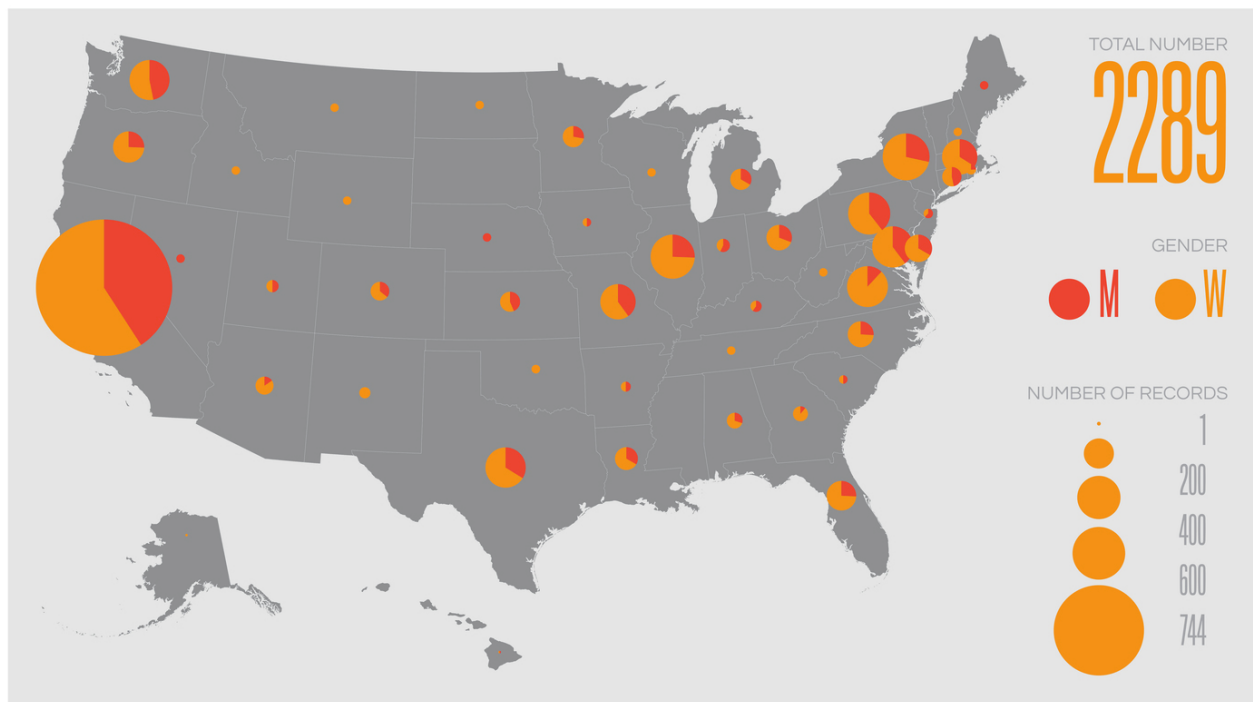 TOTAL NUMBER
2289
GENDER
M W
NUMBER OF RECORDS
1
200
400
600
744